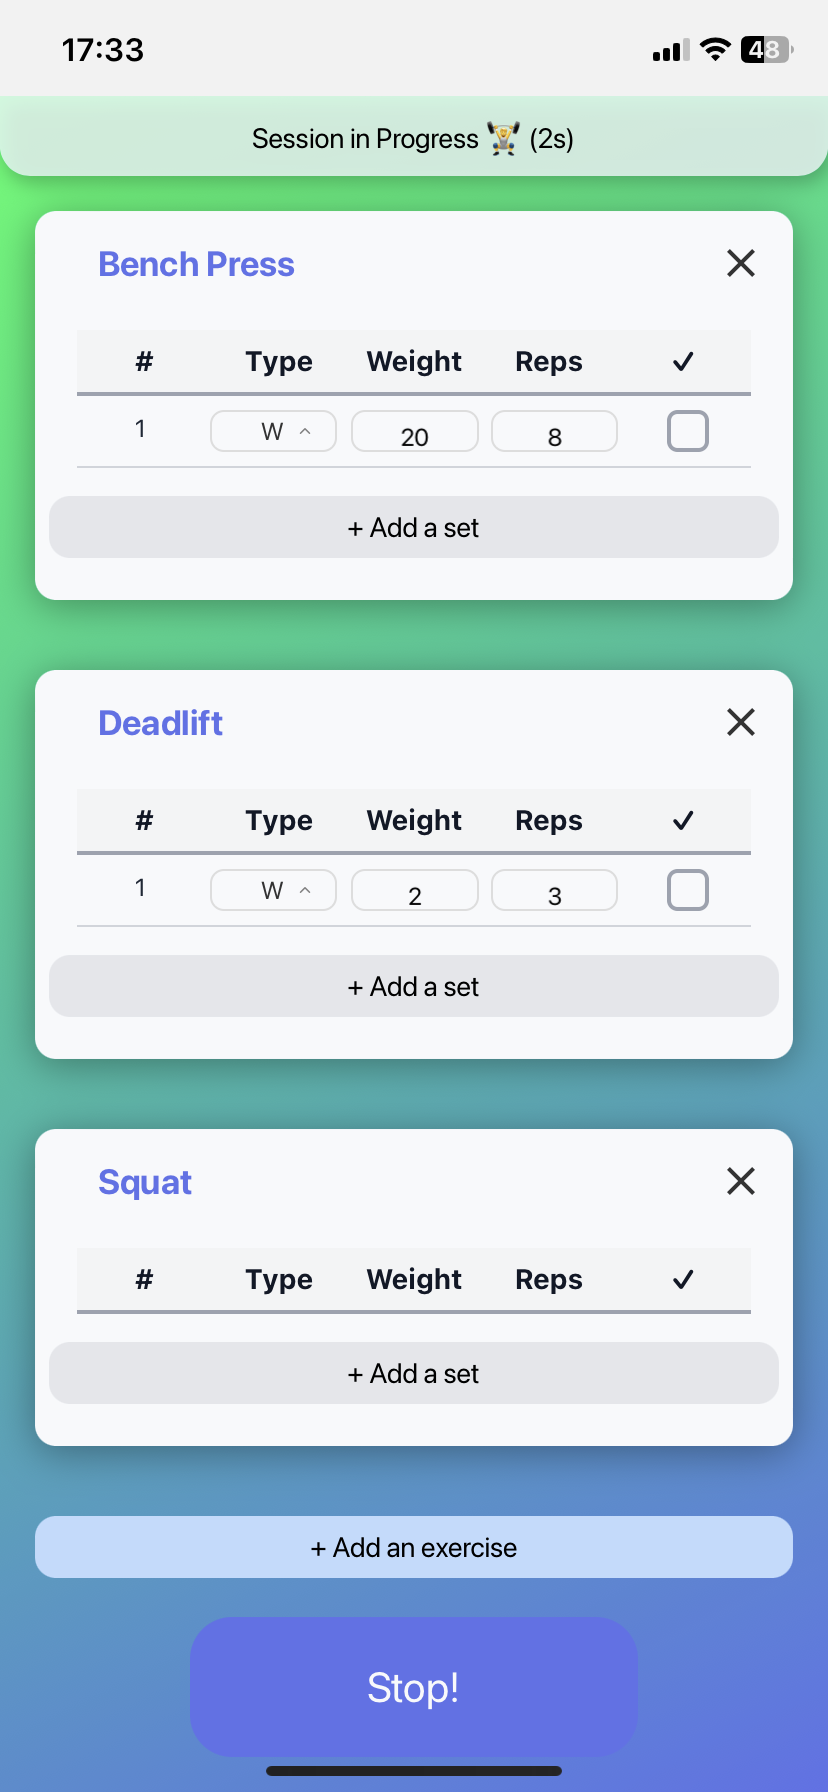 17:33
48
Session in Progress 🏋️ (2s)
Bench Press
# Type Weight Reps ✓
1 W 20 8
+ Add a set
Deadlift
# Type Weight Reps ✓
1 W 2 3
+ Add a set
Squat
# Type Weight Reps ✓
+ Add a set
+ Add an exercise
Stop!